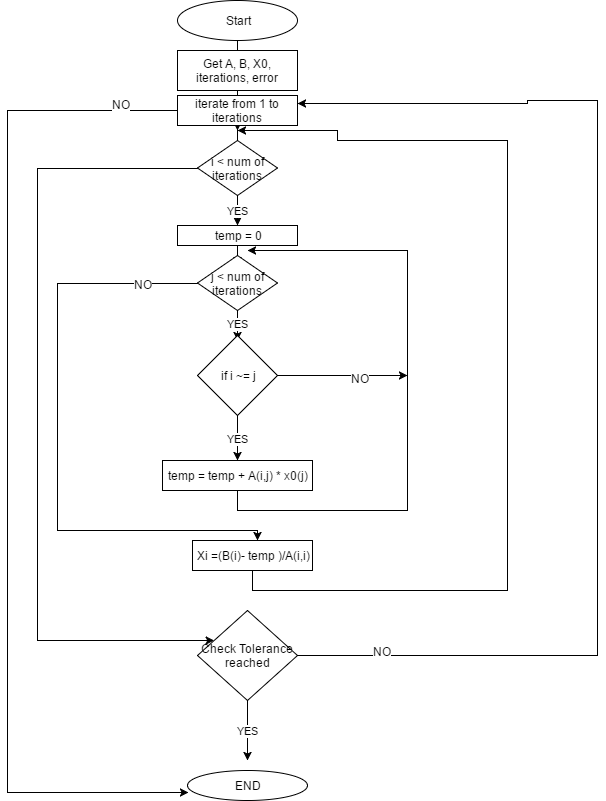 Start
Get A, B, X0,
iterations, error
NO
iterate from 1 to
iterations
i < num of
iterations
YES
temp = 0
j < num of
iterations
NO
YES
if i ~= j
NO
YES
temp = temp + A(i,j) * x0(j)
Xi =(B(i)- temp )/A(i,i)
Check Tolerance
reached
NO
YES
END